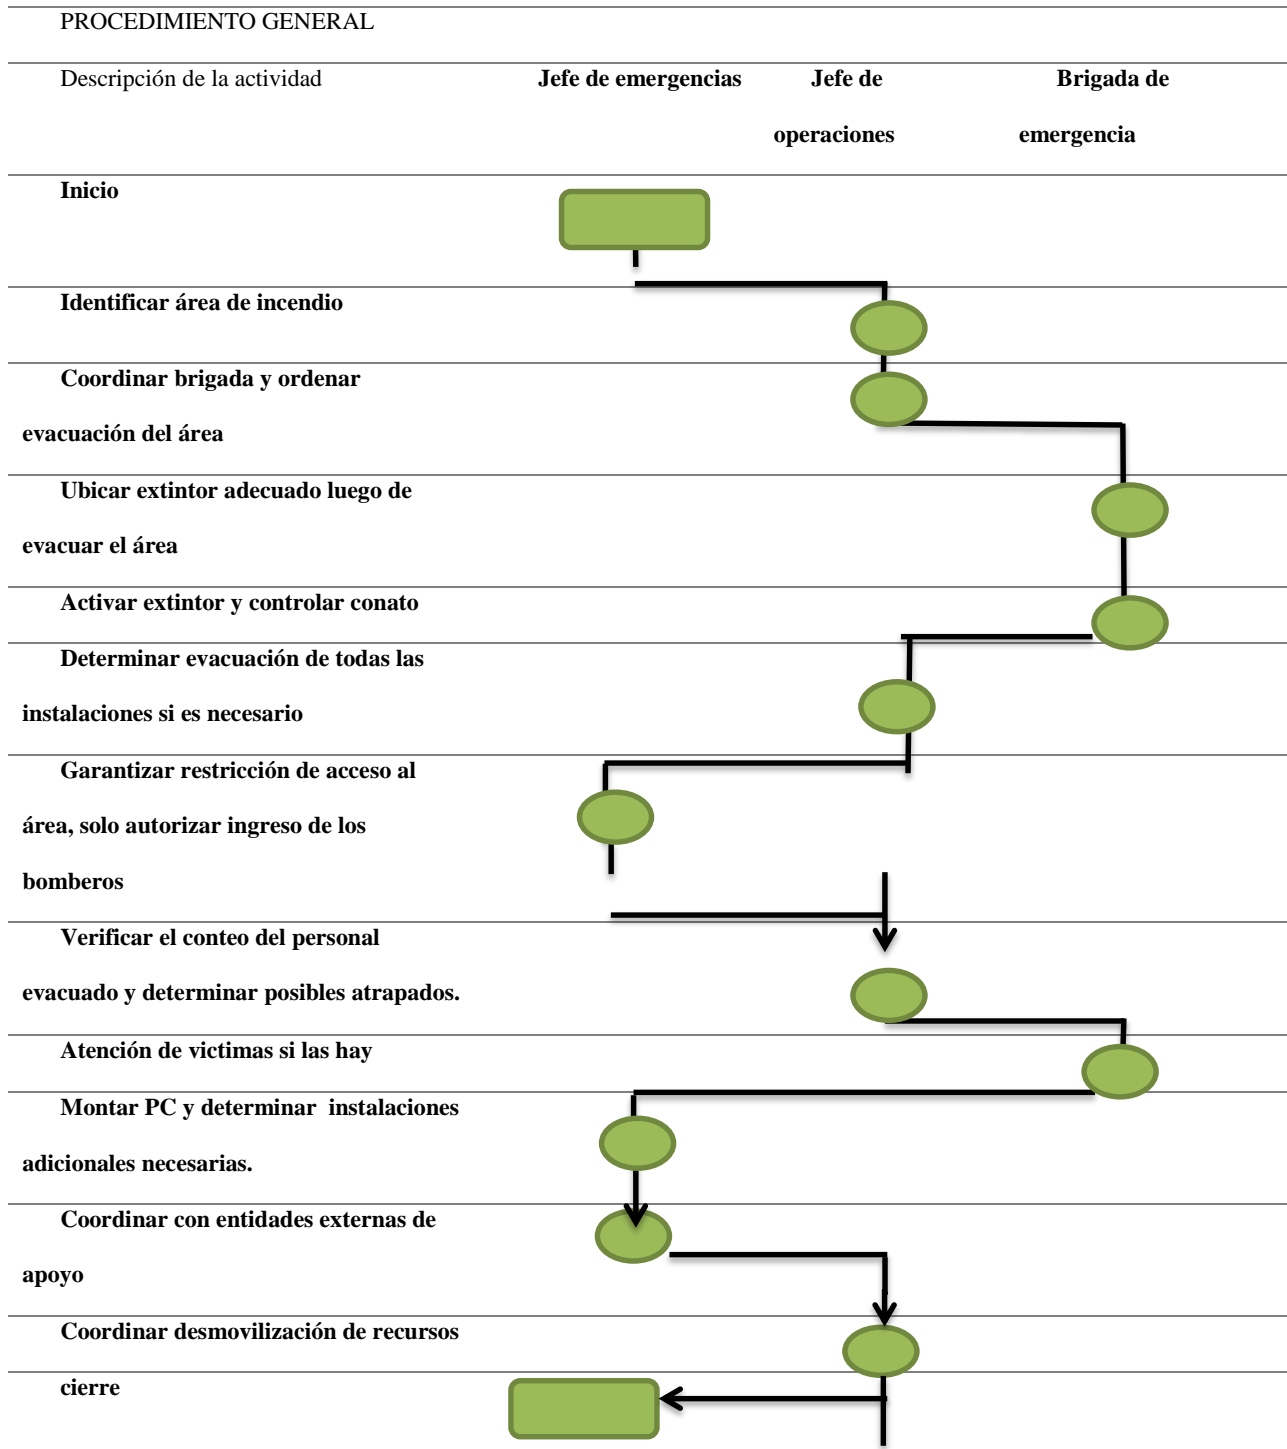 PROCEDIMIENTO GENERAL
Descripción de la actividad Jefe de emergencias Jefe de Brigada de
operaciones emergencia
Inicio
Identificar área de incendio
Coordinar brigada y ordenar
evacuación del área
Ubicar extintor adecuado luego de
evacuar el área
Activar extintor y controlar conato
Determinar evacuación de todas las
instalaciones si es necesario
Garantizar restricción de acceso al
área, solo autorizar ingreso de los
bomberos
Verificar el conteo del personal
evacuado y determinar posibles atrapados.
Atención de victimas si las hay
Montar PC y determinar instalaciones
adicionales necesarias.
Coordinar con entidades externas de
apoyo
Coordinar desmovilización de recursos
cierre